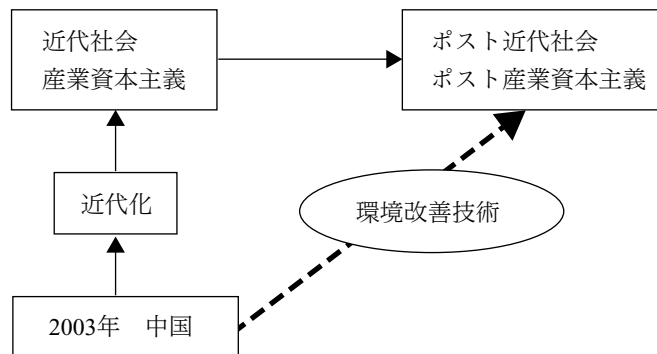 近代社会
産業資本主義
ポスト近代社会
ポスト産業資本主義
近代化
環境改善技術
2003年　中国